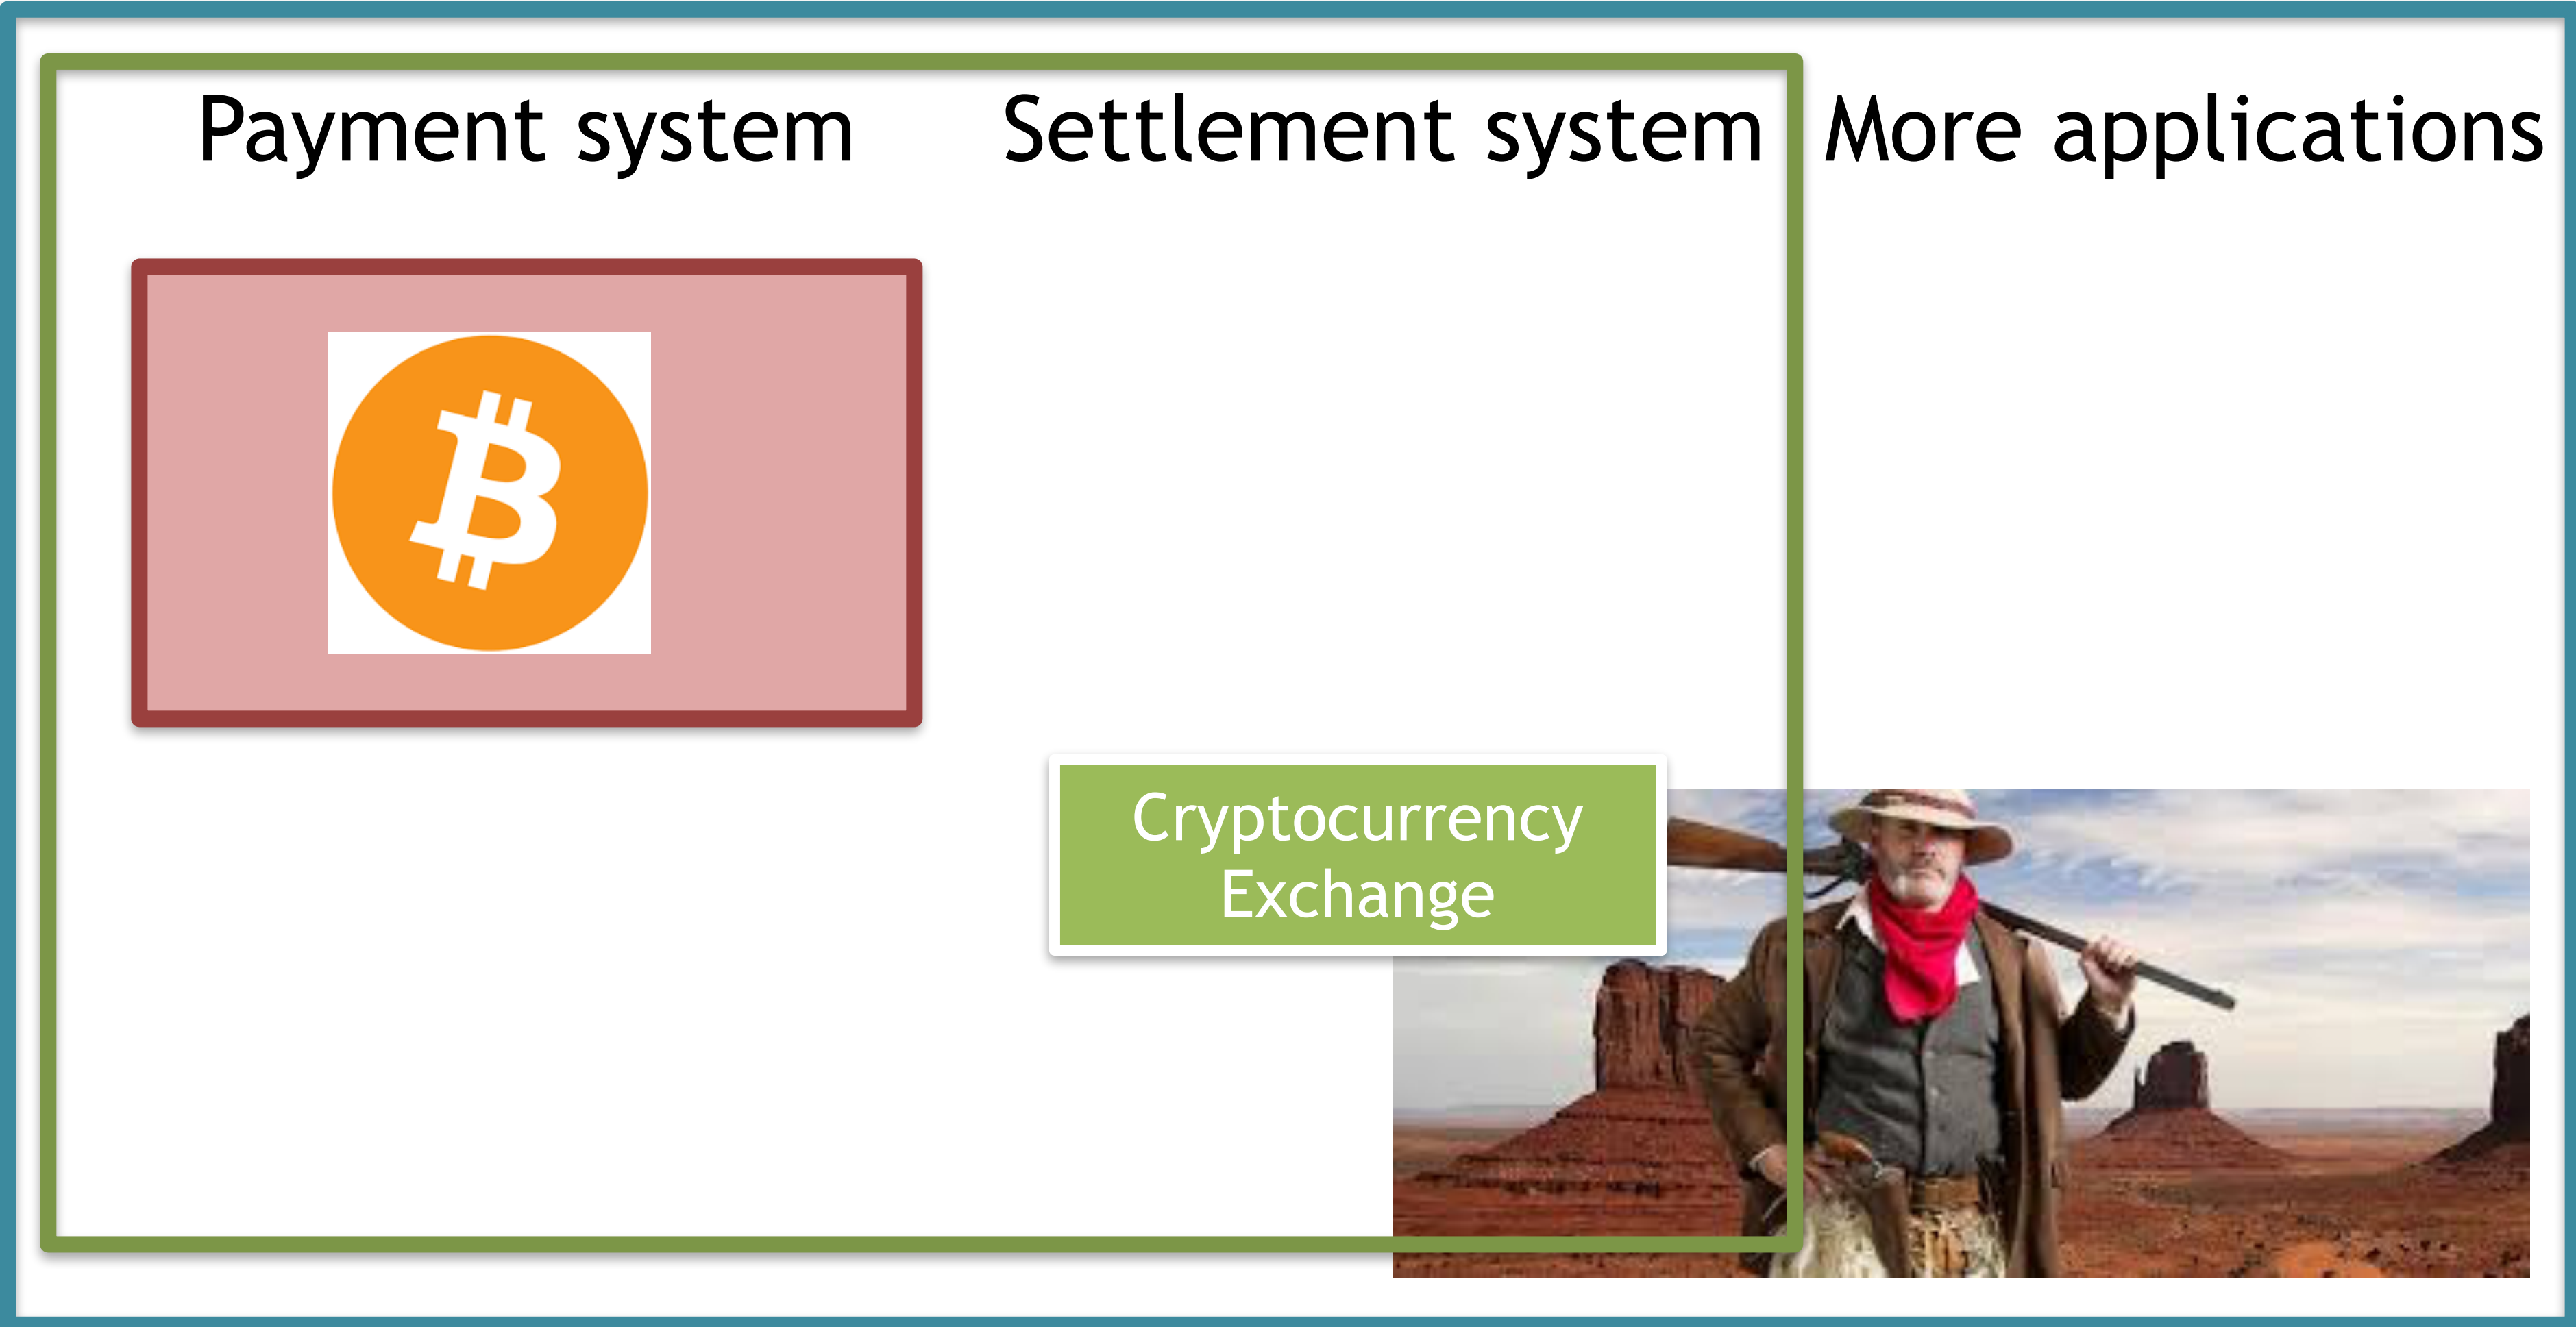 Payment system
Settlement system
More applications
Cryptocurrency
Exchange